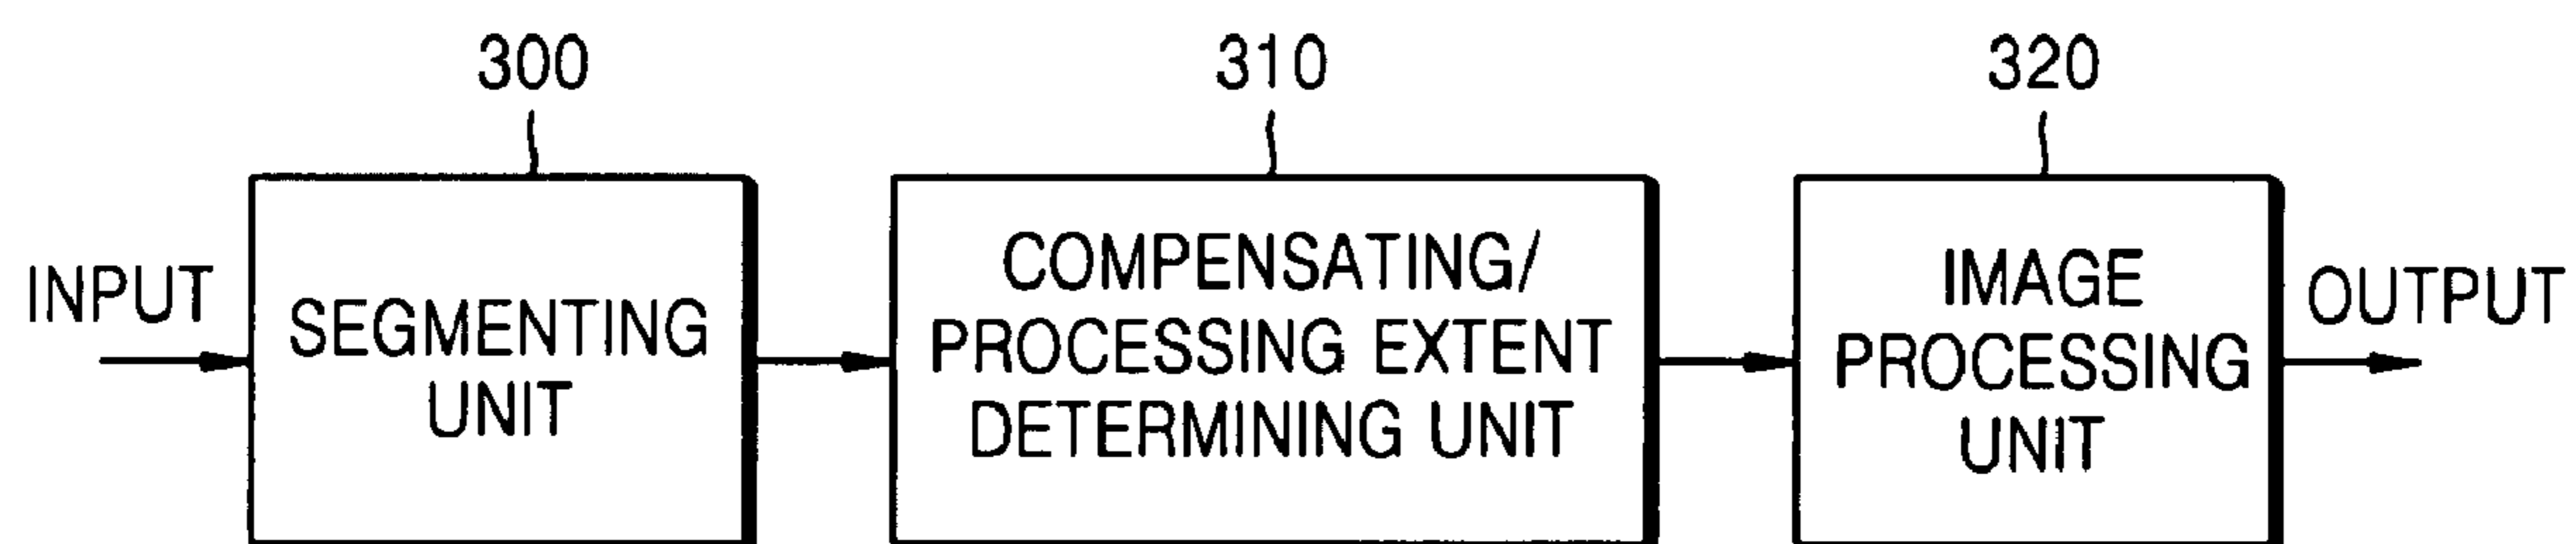 300
310
320
INPUT
SEGMENTING
UNIT
COMPENSATING/
PROCESSING EXTENT
DETERMINING UNIT
IMAGE
PROCESSING
UNIT
OUTPUT